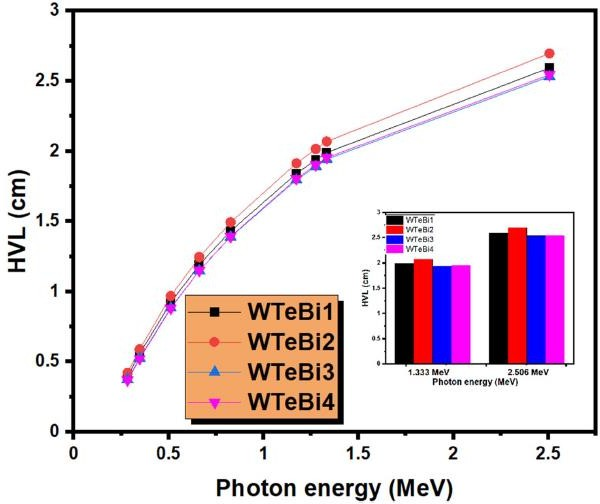 3
2.5
2
1.5
1
0.5
0
HVL (cm)
0
0.5
1
1.5
2
2.5
Photon energy (MeV)
WTeBi1
WTeBi2
WTeBi3
WTeBi4
3
2.5
2
1.5
1
0.5
0
HVL (cm)
WTeBi1
WTeBi2
WTeBi3
WTeBi4
1.333 MeV
2.506 MeV
Photon energy (MeV)